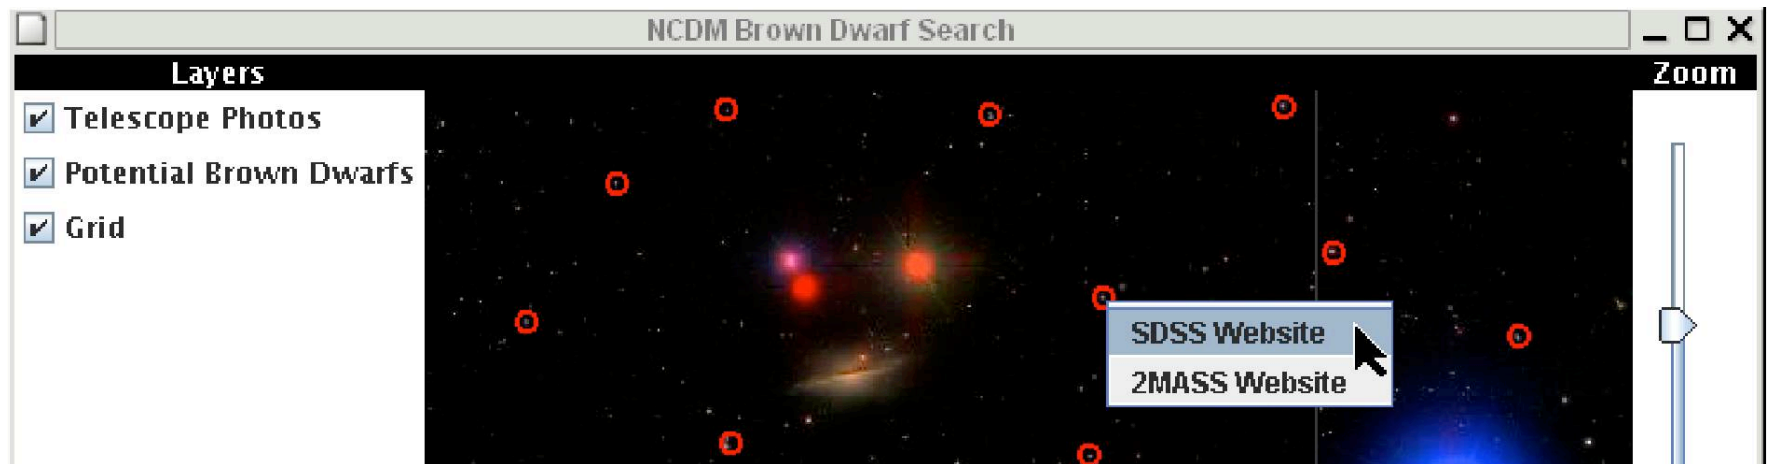 NCDM Brown Dwarf Search
Layers
Zoom
Telescope Photos
Potential Brown Dwarfs
Grid
SDSS Website
2MASS Website